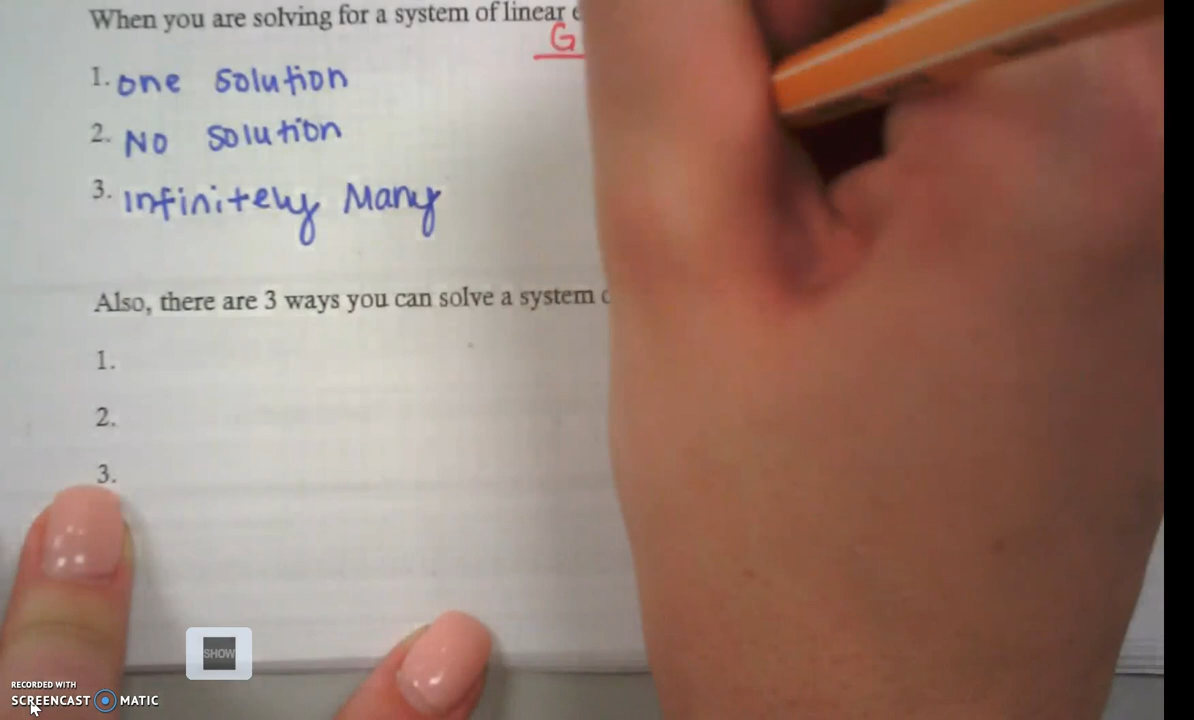 When you are solving for a system of linear
G
1. one solution
2. No solution
3. Infinitely Many
Also, there are 3 ways you can solve a system
1.
2.
3.
SHOW
RECORDED WITH
SCREENCAST MATIC